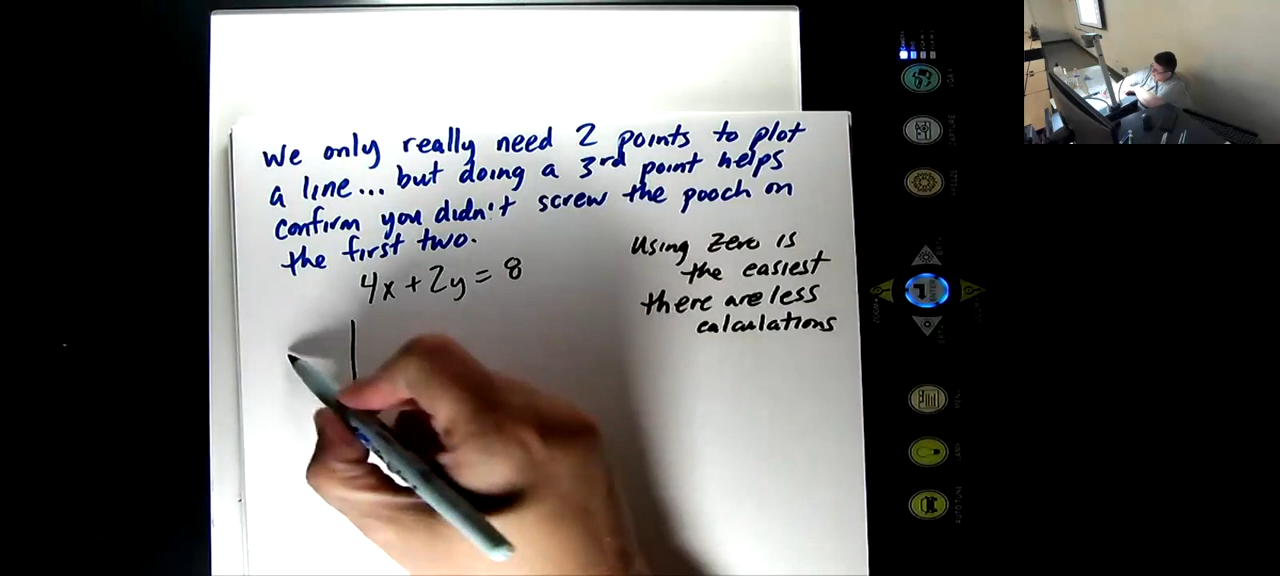 We only really need 2 points to plot
a line... but doing a 3rd point helps
confirm you didn't screw the pooch on
the first two.
4x + 2y = 8
Using zero is
the easiest
there are less
calculations